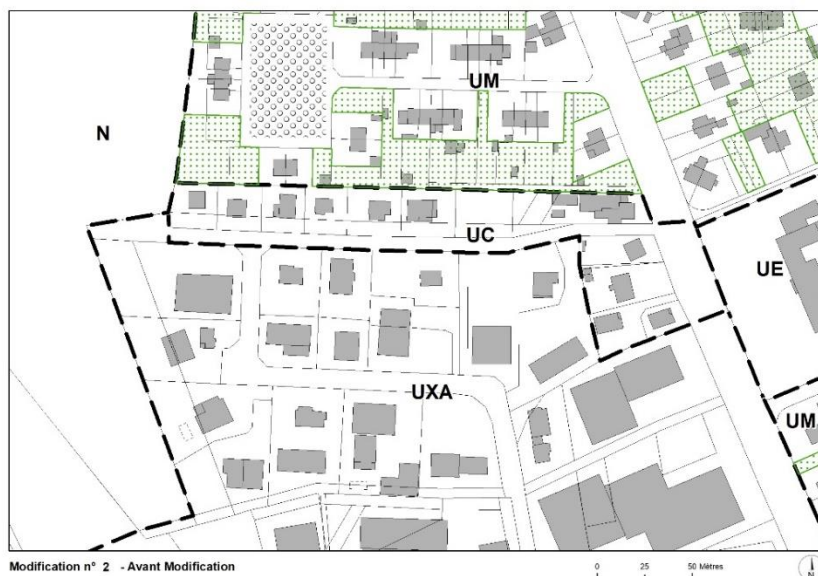 UM
N
UC
UE
UXA
UM
Modification n° 2 - Avant Modification
0 25 50 Mètres
N